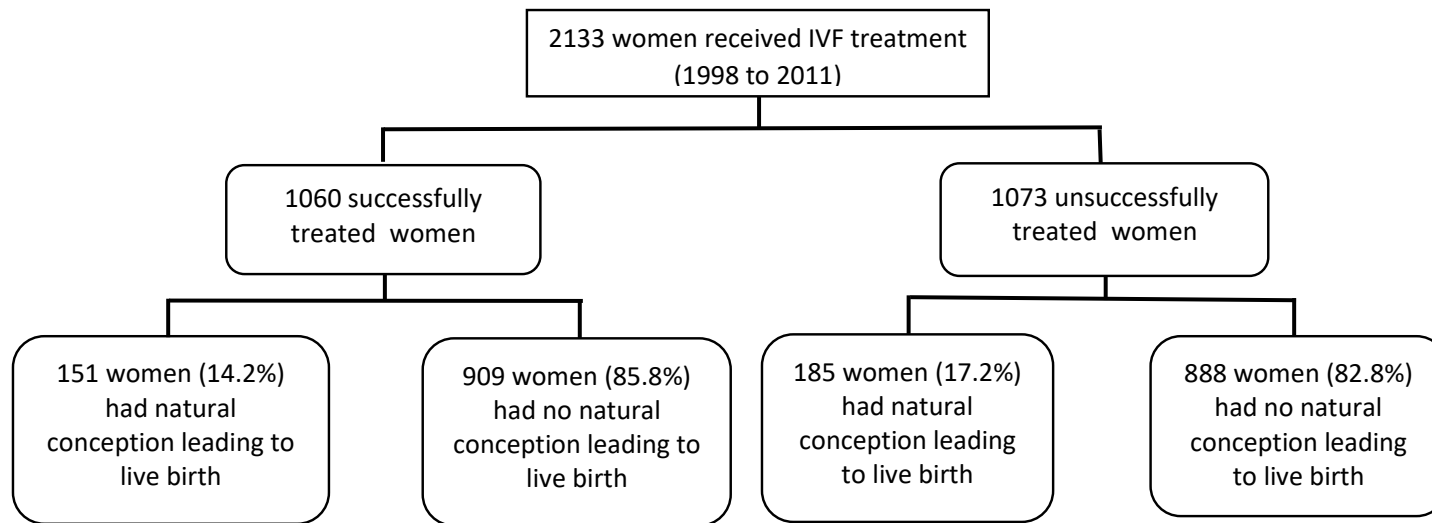 2133 women received IVF treatment
(1998 to 2011)
1060 successfully
treated women
1073 unsuccessfully
treated women
151 women (14.2%)
had natural
conception leading to
live birth
909 women (85.8%)
had no natural
conception leading to
live birth
185 women (17.2%)
had natural
conception leading
to live birth
888 women (82.8%)
had no natural
conception leading
to live birth